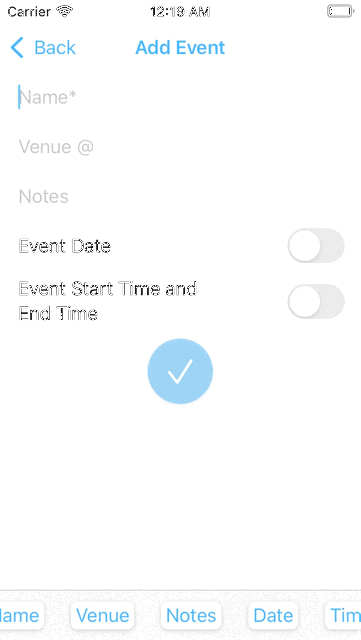 Carrier 12:19 AM
Back Add Event
Name*
Venue @
Notes
Event Date
Event Start Time and
End Time
ame Venue Notes Date Tim